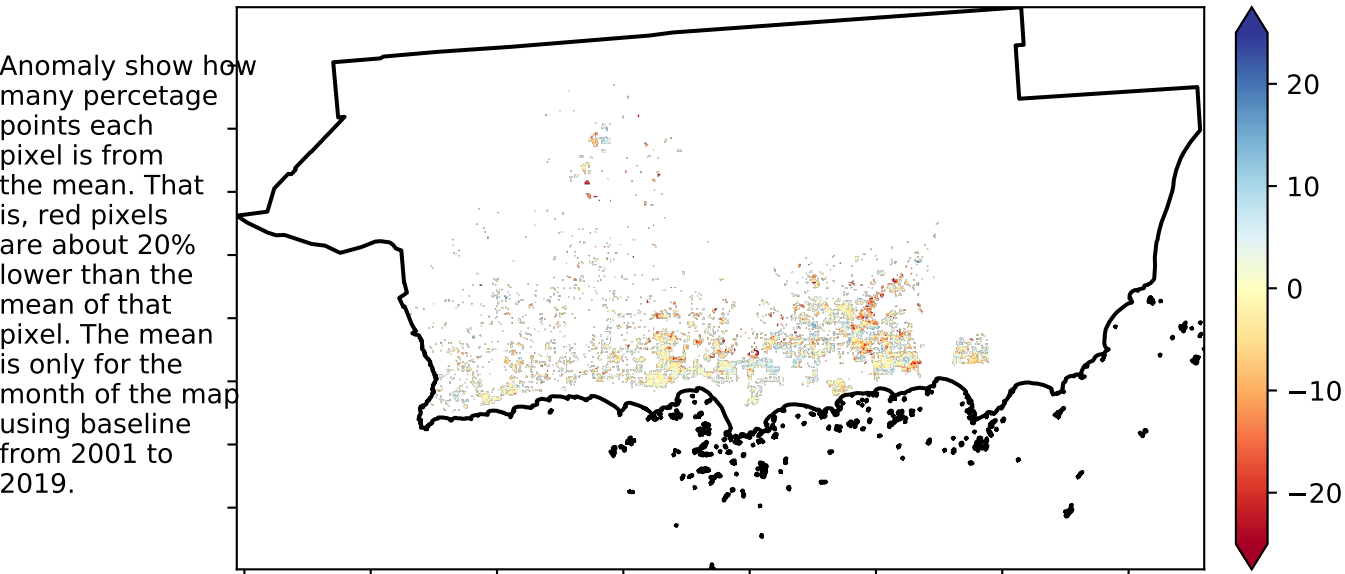 Anomaly show how
many percetage
points each
pixel is from
the mean. That
is, red pixels
are about 20%
lower than the
mean of that
pixel. The mean
is only for the
month of the map
using baseline
from 2001 to
2019.
20
10
0
−10
−20